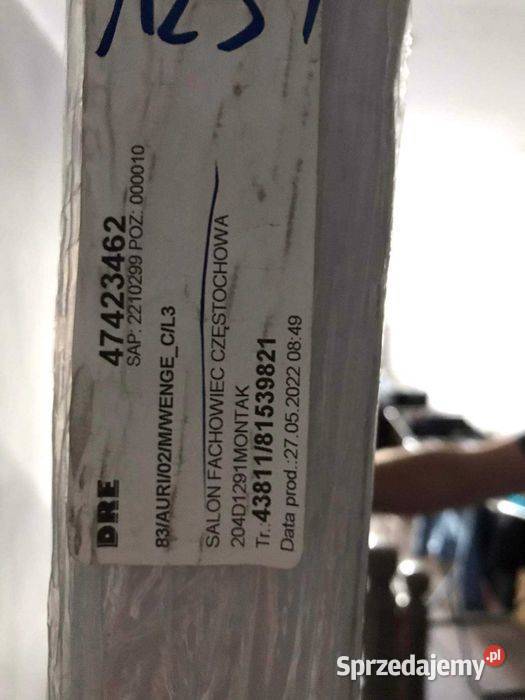 DRE 47423462
SAP: 2210299 POZ: 000010
83/AURI/02/M/WENGE_C/L3
SALON FACHOWIEC CZĘSTOCHOWA
204D1291MONTAK
Tr.:43811/81539821
Data prod.:27.05.2022 08:49
Sprzedajemy.pl